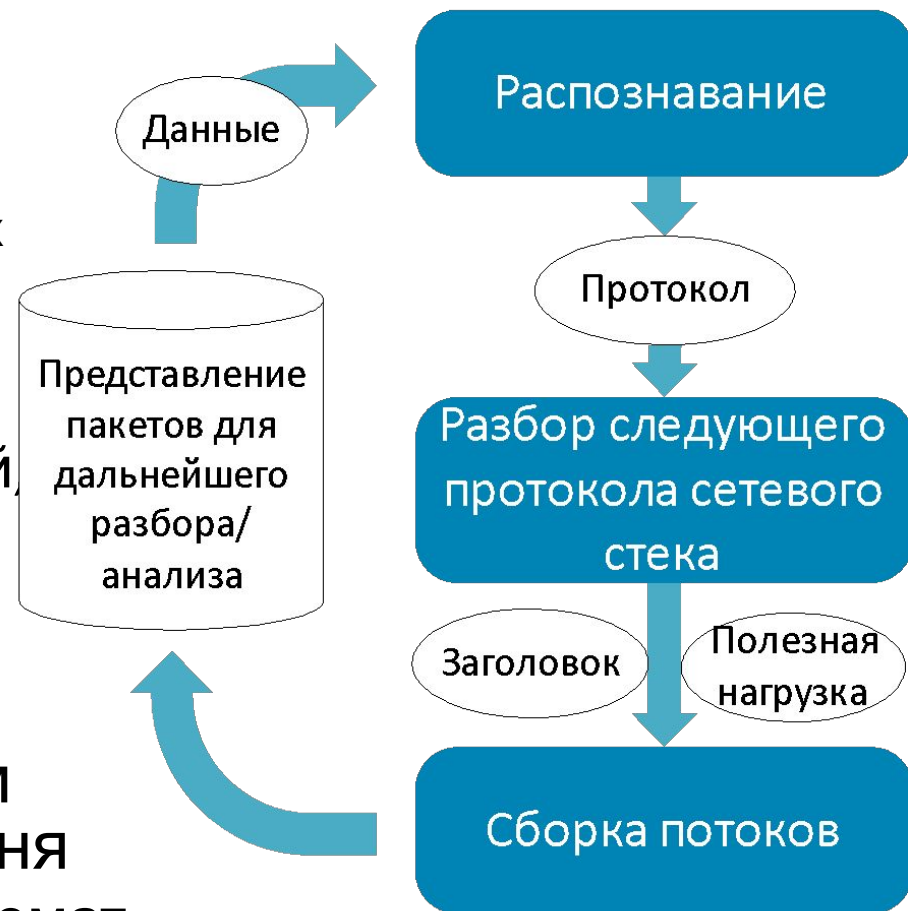 Распознавание
Данные
Протокол
Представление
пакетов для
дальнейшего
разбора/
анализа
Разбор следующего
протокола сетевого
стека
Заголовок
Полезная
нагрузка
Сборка потоков
ня